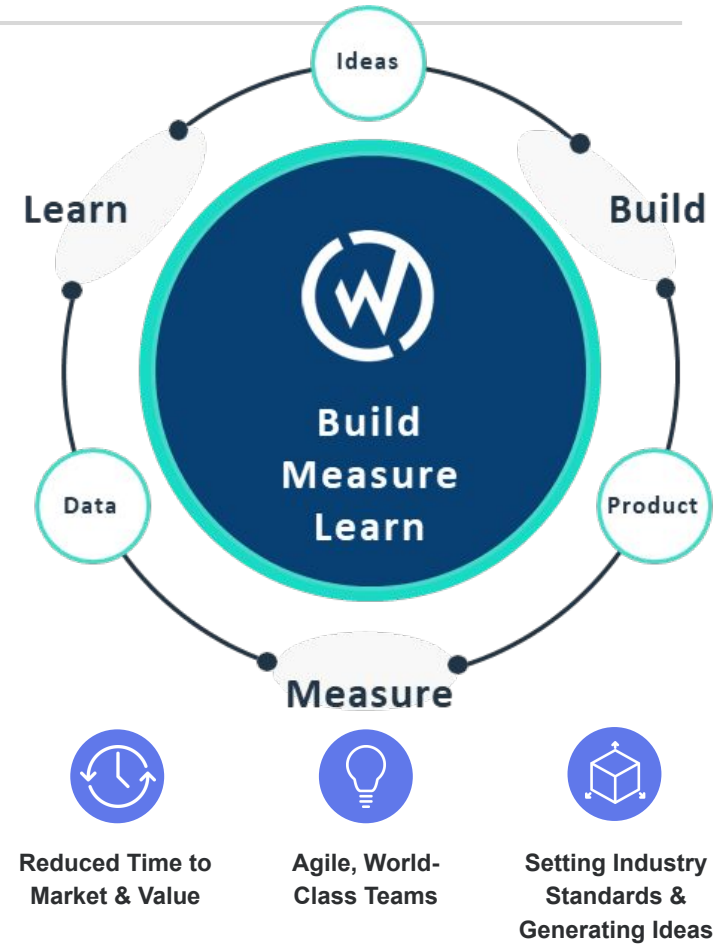 Ideas
Learn
Build
Build
Measure
Learn
Data
Product
Measure
Reduced Time to
Market & Value
Agile, World-
Class Teams
Setting Industry
Standards &
Generating Ideas